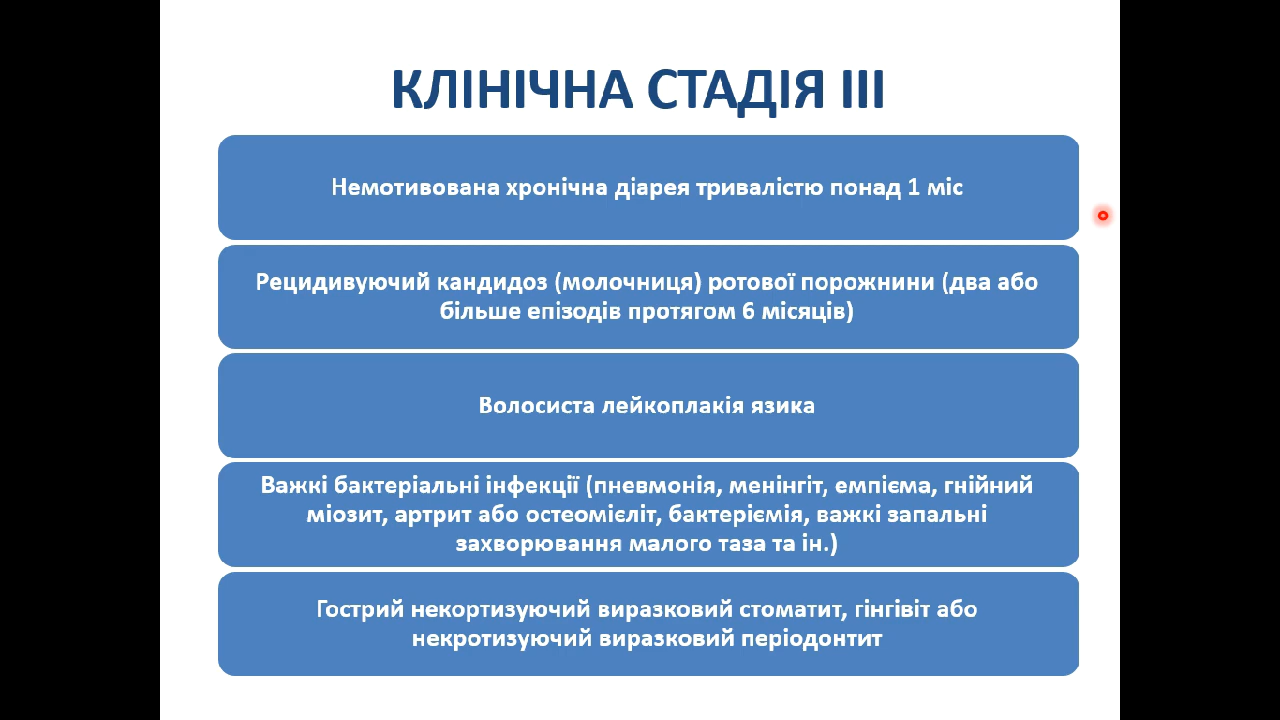 КЛІНІЧНА СТАДІЯ ІІІ
Немотивована хронічна діарея тривалістю понад 1 міс
Рецидивуючий кандидоз (молочниця) ротової порожнини (два або
більше епізодів протягом 6 місяців)
Волосиста лейкоплакія язика
Важкі бактеріальні інфекції (пневмонія, менінгіт, емпієма, гнійний
міозит, артрит або остеомієліт, бактеріємія, важкі запальні
захворювання малого таза та ін.)
Гострий некортизуючий виразковий стоматит, гінгівіт або
некротизуючий виразковий періодонтит